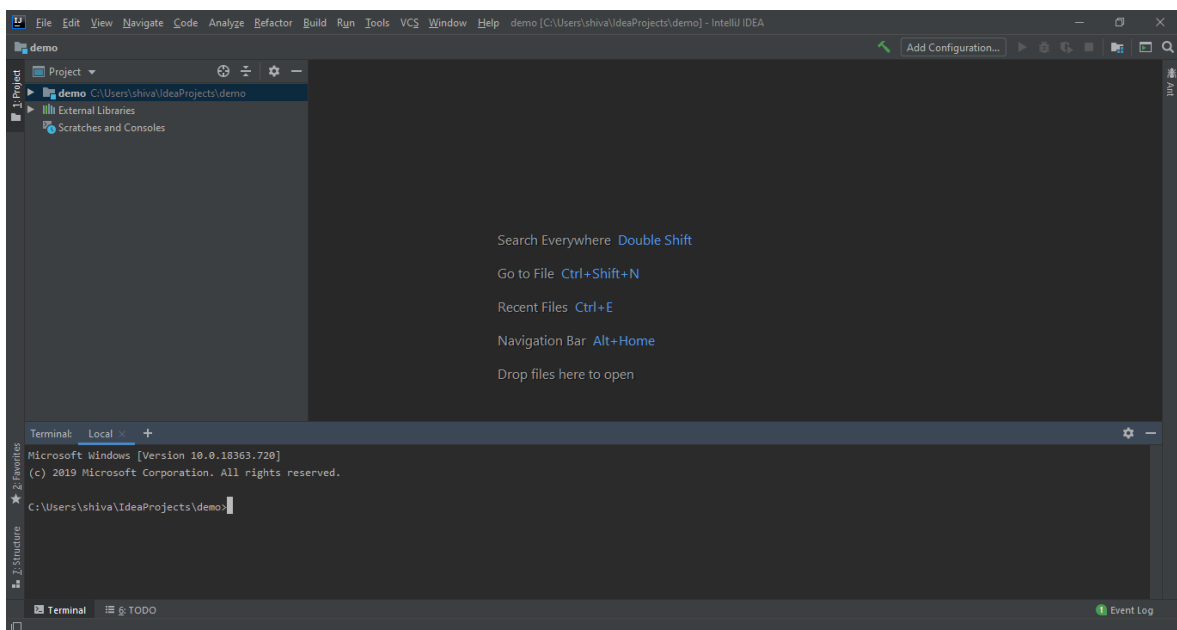 IJ File Edit View Navigate Code Analyze Refactor Build Run Tools VCS Window Help demo [C:\Users\shiva\IdeaProjects\demo] - IntelliJ IDEA
demo Add Configuration...
1: Project
Project
demo C:\Users\shiva\IdeaProjects\demo
External Libraries
Scratches and Consoles
Ant
Search Everywhere Double Shift
Go to File Ctrl+Shift+N
Recent Files Ctrl+E
Navigation Bar Alt+Home
Drop files here to open
Terminal: Local × +
Microsoft Windows [Version 10.0.18363.720]
(c) 2019 Microsoft Corporation. All rights reserved.
C:\Users\shiva\IdeaProjects\demo>
2: Favorites
7: Structure
Terminal 6: TODO 1 Event Log